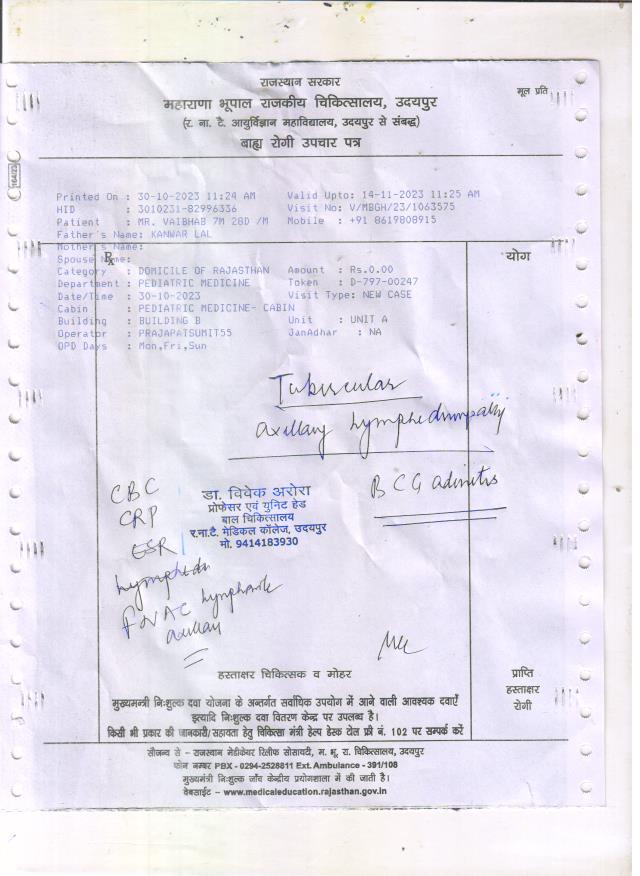 राजस्थान सरकार
महाराणा भूपाल राजकीय चिकित्सालय, उदयपुर
मूल प्रति
(र. ना. टै. आयुर्विज्ञान महाविद्यालय, उदयपुर से संबद्ध)
बाह्य रोगी उपचार पत्र
164/23
Printed On : 30-10-2023 11:24 AM Valid Upto: 14-11-2023 11:25 AM
HID : 3010231-82996336 Visit No: V/MBGH/23/1063575
Patient : MR. VAIBHAB 7M 28D /M Mobile : +91 8619808915
Father's Name: KANWAR LAL
Mother's Name:
Spouse Name:
Rx
योग
Category : DOMICILE OF RAJASTHAN Amount : Rs.0.00
Department : PEDIATRIC MEDICINE Token : D-797-00247
Date/Time : 30-10-2023 Visit Type: NEW CASE
Cabin : PEDIATRIC MEDICINE- CABIN
Building : BUILDING B Unit : UNIT A
Operator : PRAJAPATSUMIT55 JanAdhar : NA
OPD Days : Mon,Fri,Sun
Tubercular
axillary
BCG adinitis
CBC
CRP
ESR
डा. विवेक अरोरा
प्रोफेसर एवं युनिट हेड
बाल चिकित्सालय
र.ना.टै. मेडिकल कॉलेज, उदयपुर
मो. 9414183930
FNAC
axillary
हस्ताक्षर चिकित्सक व मोहर
प्राप्ति
हस्ताक्षर
रोगी
मुख्यमन्त्री निःशुल्क दवा योजना के अन्तर्गत सर्वाधिक उपयोग में आने वाली आवश्यक दवाएँ
इत्यादि निःशुल्क दवा वितरण केन्द्र पर उपलब्ध है।
किसी भी प्रकार की जानकारी/सहायता हेतु चिकित्सा मंत्री हेल्प डेस्क टोल फ्री नं. 102 पर सम्पर्क करें
सौजन्य से - राजस्थान मेडीकेयर रिलीफ सोसायटी, म. भू. रा. चिकित्सालय, उदयपुर
फोन नम्बर PBX - 0294-2528811 Ext. Ambulance - 391/108
मुख्यमंत्री निःशुल्क जाँच केन्द्रीय प्रयोगशाला में की जाती है।
वेबसाईट - www.medicaleducation.rajasthan.gov.in